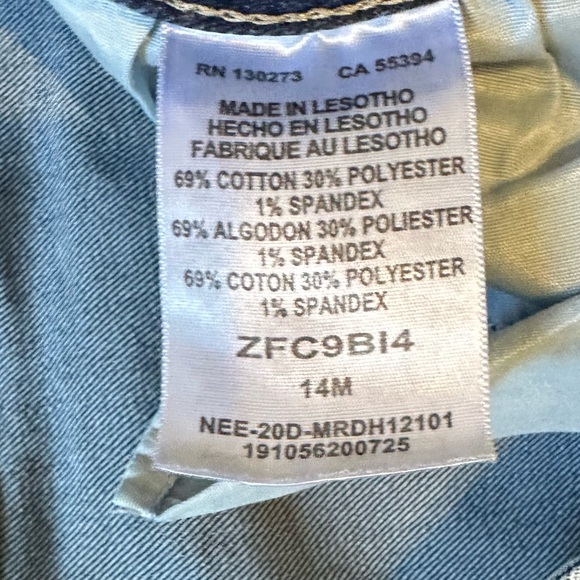 RN 130273 CA 55394
MADE IN LESOTHO
HECHO EN LESOTHO
FABRIQUE AU LESOTHO
69% COTTON 30% POLYESTER
1% SPANDEX
69% ALGODON 30% POLIESTER
1% SPANDEX
69% COTON 30% POLYESTER
1% SPANDEX
ZFC9BI4
14M
NEE-20D-MRDH12101
191056200725